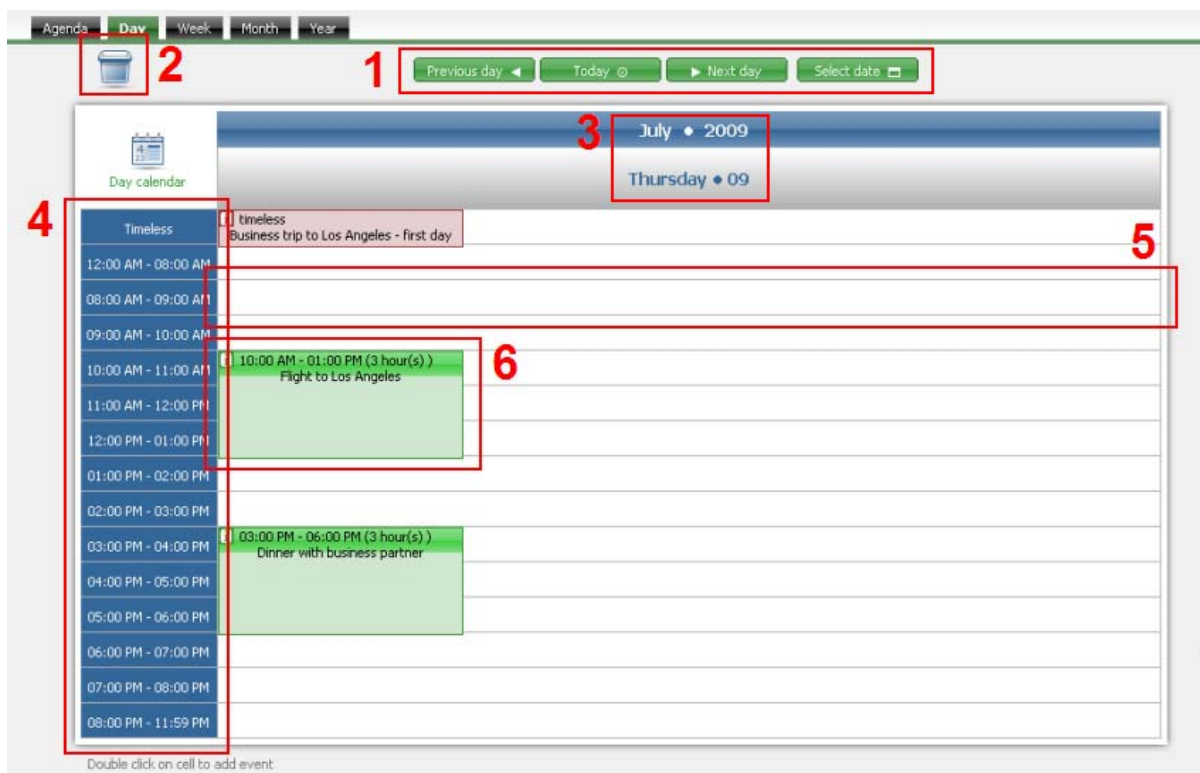 Agenda Day Week Month Year
2
1
Previous day ◀ Today ⊙ ▶ Next day Select date
3
July • 2009
Thursday • 09
Day calendar
4
Timeless
timeless
Business trip to Los Angeles - first day
5
12:00 AM - 08:00 AM
08:00 AM - 09:00 AM
09:00 AM - 10:00 AM
10:00 AM - 11:00 AM
10:00 AM - 01:00 PM (3 hour(s) )
Flight to Los Angeles
6
11:00 AM - 12:00 PM
12:00 PM - 01:00 PM
01:00 PM - 02:00 PM
02:00 PM - 03:00 PM
03:00 PM - 04:00 PM
03:00 PM - 06:00 PM (3 hour(s) )
Dinner with business partner
04:00 PM - 05:00 PM
05:00 PM - 06:00 PM
06:00 PM - 07:00 PM
07:00 PM - 08:00 PM
08:00 PM - 11:59 PM
Double click on cell to add event